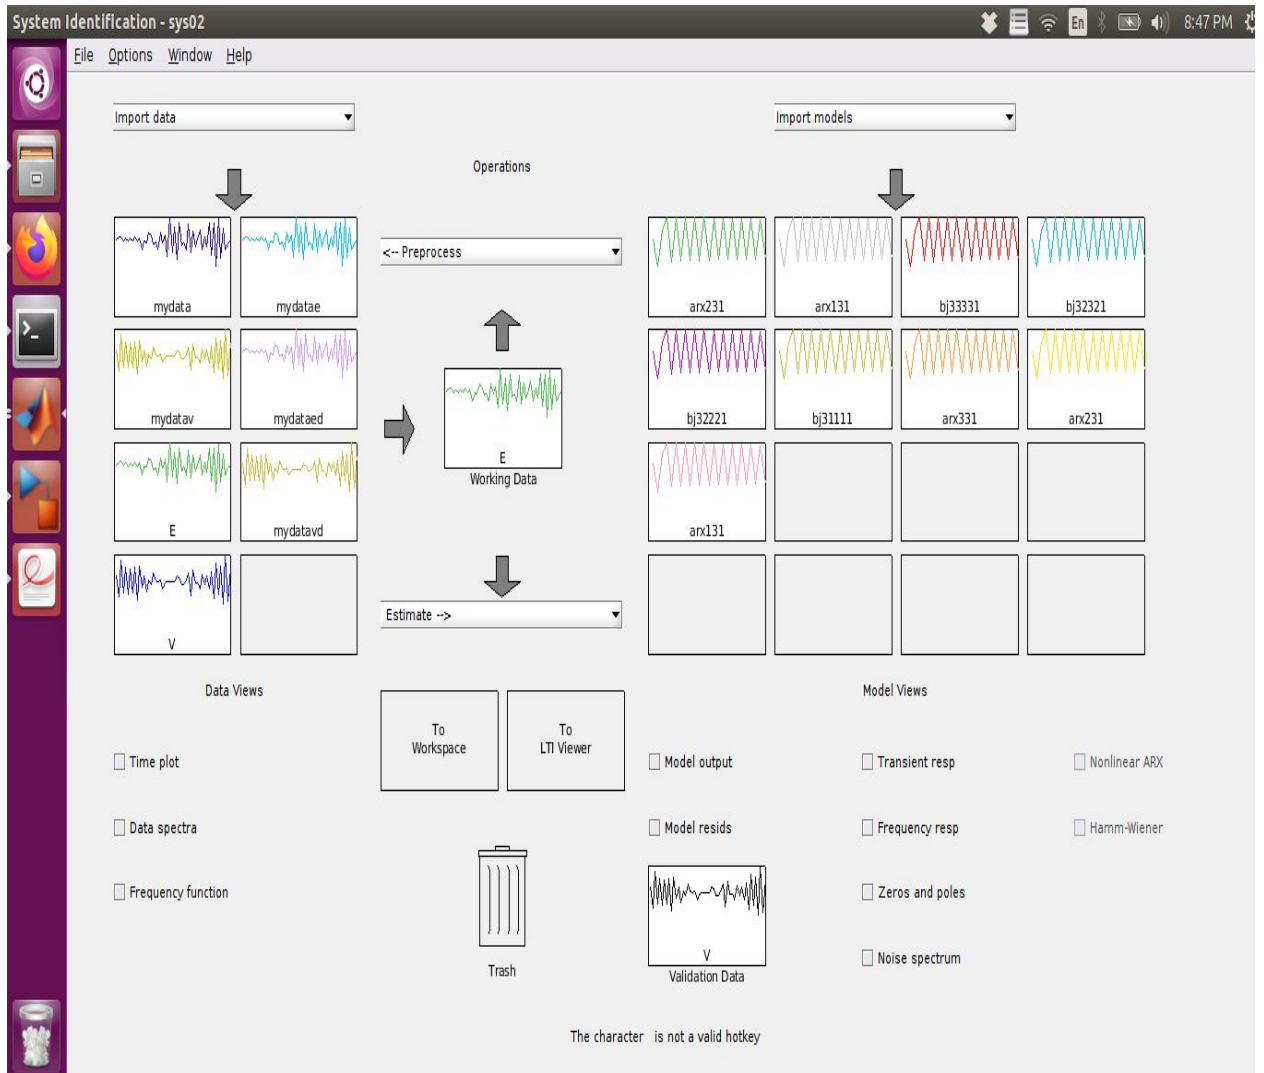 System Identification - sys02
En
8:47 PM
File Options Window Help
Import data
Import models
Operations
<-- Preprocess
mydata
mydatae
mydatav
mydataed
E
mydatavd
V
E
Working Data
Estimate -->
arx231
arx131
bj33331
bj32321
bj32221
bj31111
arx331
arx231
arx131
Data Views
Model Views
To
Workspace
To
LTI Viewer
Time plot
Data spectra
Frequency function
Model output
Transient resp
Nonlinear ARX
Model resids
Frequency resp
Hamm-Wiener
Zeros and poles
Noise spectrum
Trash
V
Validation Data
The character is not a valid hotkey
>_